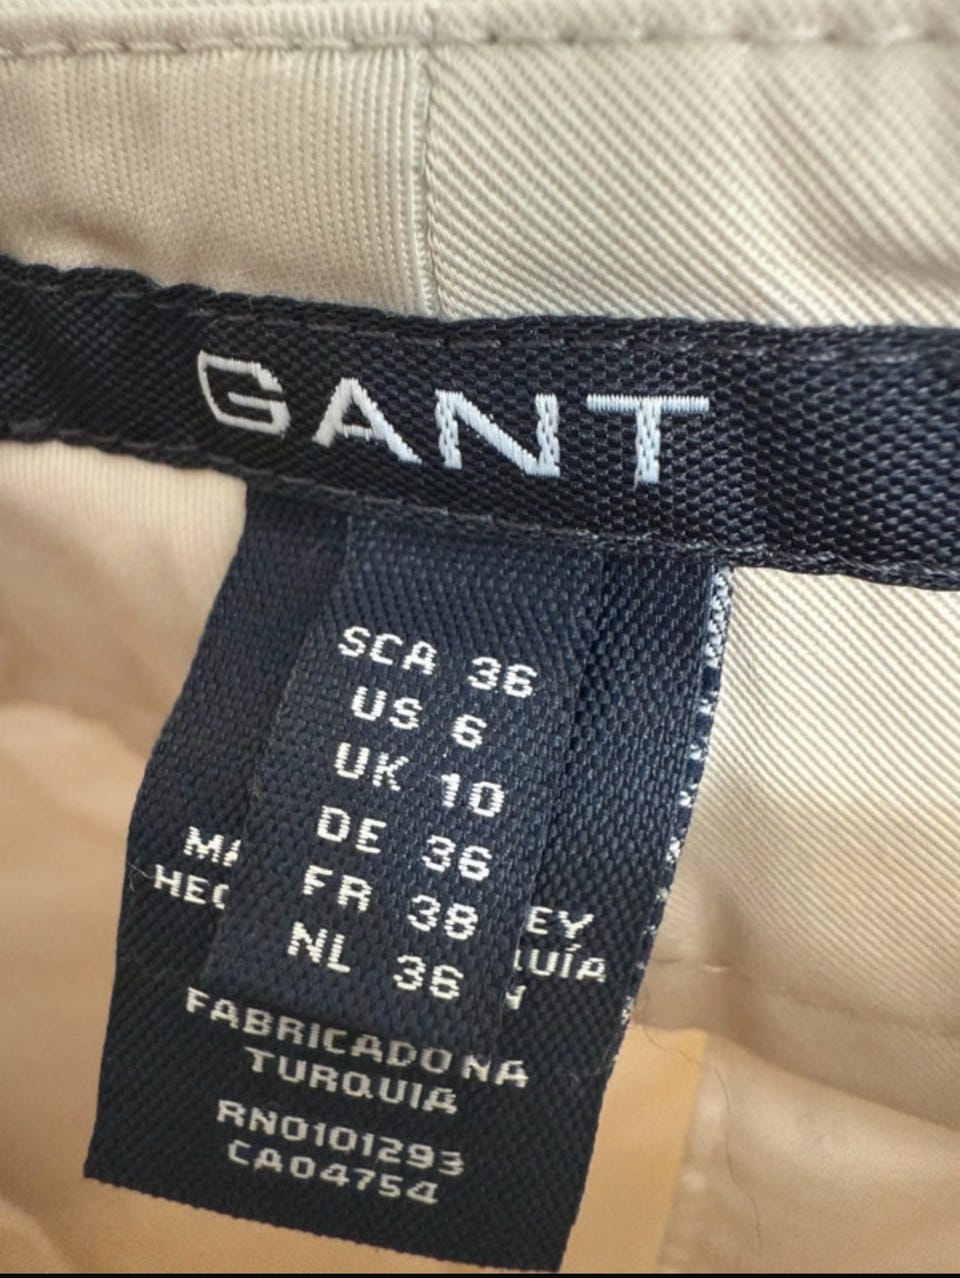 GANT
SCA 36
US 6
UK 10
DE 36
FR 38
NL 36
FABRICADO NA
TURQUIA
RN0101293
CA04754